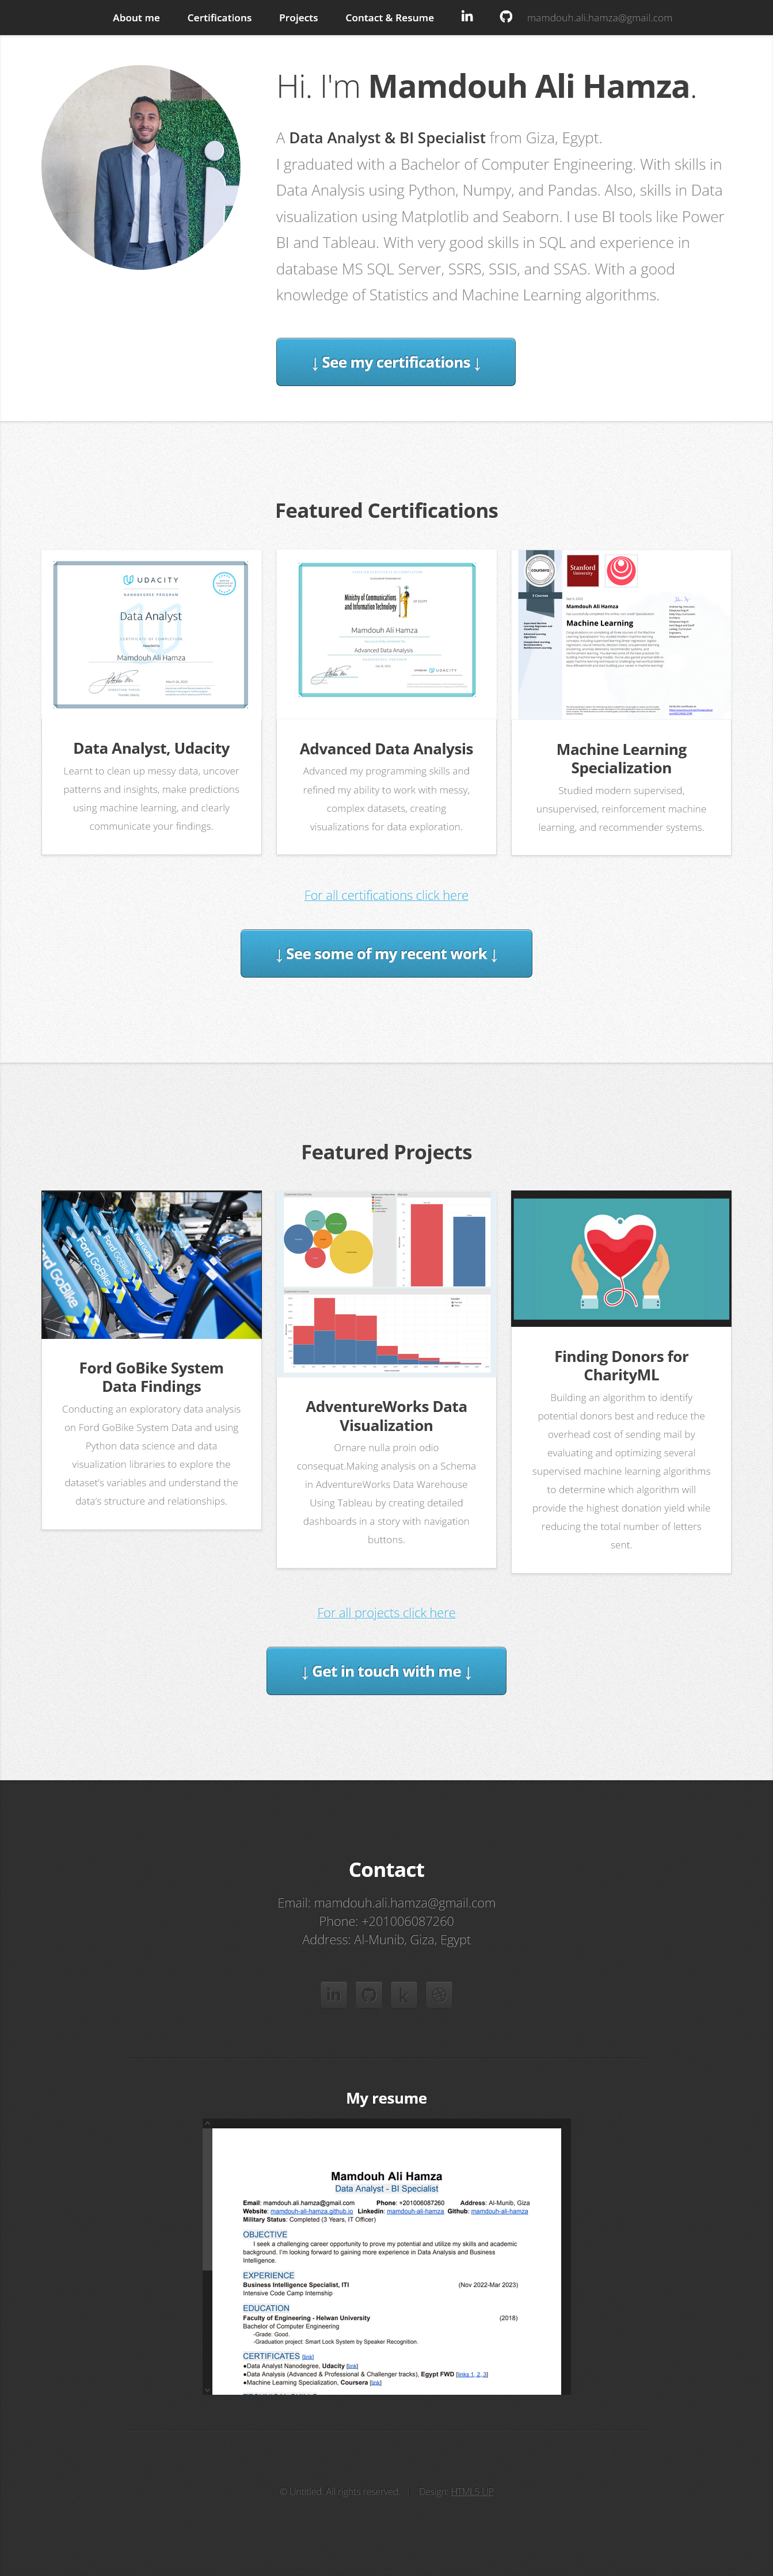 About me Certifications Projects Contact & Resume in mamdouh.ali.hamza@gmail.com
Hi. I'm Mamdouh Ali Hamza.
A Data Analyst & BI Specialist from Giza, Egypt.
I graduated with a Bachelor of Computer Engineering. With skills in
Data Analysis using Python, Numpy, and Pandas. Also, skills in Data
visualization using Matplotlib and Seaborn. I use BI tools like Power
BI and Tableau. With very good skills in SQL and experience in
database MS SQL Server, SSRS, SSIS, and SSAS. With a good
knowledge of Statistics and Machine Learning algorithms.
↓ See my certifications ↓
Featured Certifications
UDACITY
NANODEGREE PROGRAM
Data Analyst
CERTIFICATE OF COMPLETION
Mamdouh Ali Hamza
Data Analyst, Udacity
Learnt to clean up messy data, uncover
patterns and insights, make predictions
using machine learning, and clearly
communicate your findings.
Ministry of Communications
and Information Technology
Mamdouh Ali Hamza
Advanced Data Analysis
UDACITY
Advanced Data Analysis
Advanced my programming skills and
refined my ability to work with messy,
complex datasets, creating
visualizations for data exploration.
coursera
Stanford
University
3 Courses
Mamdouh Ali Hamza
Machine Learning
Machine Learning
Specialization
Studied modern supervised,
unsupervised, reinforcement machine
learning, and recommender systems.
For all certifications click here
↓ See some of my recent work ↓
Featured Projects
Ford GoBike
Ford GoBike
Ford GoBike System
Data Findings
Conducting an exploratory data analysis
on Ford GoBike System Data and using
Python data science and data
visualization libraries to explore the
dataset's variables and understand the
data's structure and relationships.
AdventureWorks Data
Visualization
Ornare nulla proin odio
consequat.Making analysis on a Schema
in AdventureWorks Data Warehouse
Using Tableau by creating detailed
dashboards in a story with navigation
buttons.
Finding Donors for
CharityML
Building an algorithm to identify
potential donors best and reduce the
overhead cost of sending mail by
evaluating and optimizing several
supervised machine learning algorithms
to determine which algorithm will
provide the highest donation yield while
reducing the total number of letters
sent.
For all projects click here
↓ Get in touch with me ↓
Contact
Email: mamdouh.ali.hamza@gmail.com
Phone: +201006087260
Address: Al-Munib, Giza, Egypt
in k
My resume
Mamdouh Ali Hamza
Data Analyst - BI Specialist
Email: mamdouh.ali.hamza@gmail.com Phone: +201006087260 Address: Al-Munib, Giza
Website: mamdouh-ali-hamza.github.io Linkedin: mamdouh-ali-hamza Github: mamdouh-ali-hamza
Military Status: Completed (3 Years, IT Officer)
OBJECTIVE
I seek a challenging career opportunity to prove my potential and utilize my skills and academic
background. I'm looking forward to gaining more experience in Data Analysis and Business
Intelligence.
EXPERIENCE
Business Intelligence Specialist, ITI (Nov 2022-Mar 2023)
Intensive Code Camp Internship
EDUCATION
Faculty of Engineering - Helwan University (2018)
Bachelor of Computer Engineering
-Grade. Good.
-Graduation project: Smart Lock System by Speaker Recognition.
CERTIFICATES [link]
●Data Analyst Nanodegree, Udacity [link]
●Data Analysis (Advanced & Professional & Challenger tracks), Egypt FWD [links 1, 2, 3]
●Machine Learning Specialization, Coursera [link]
© Untitled. All rights reserved. Design: HTML5 UP